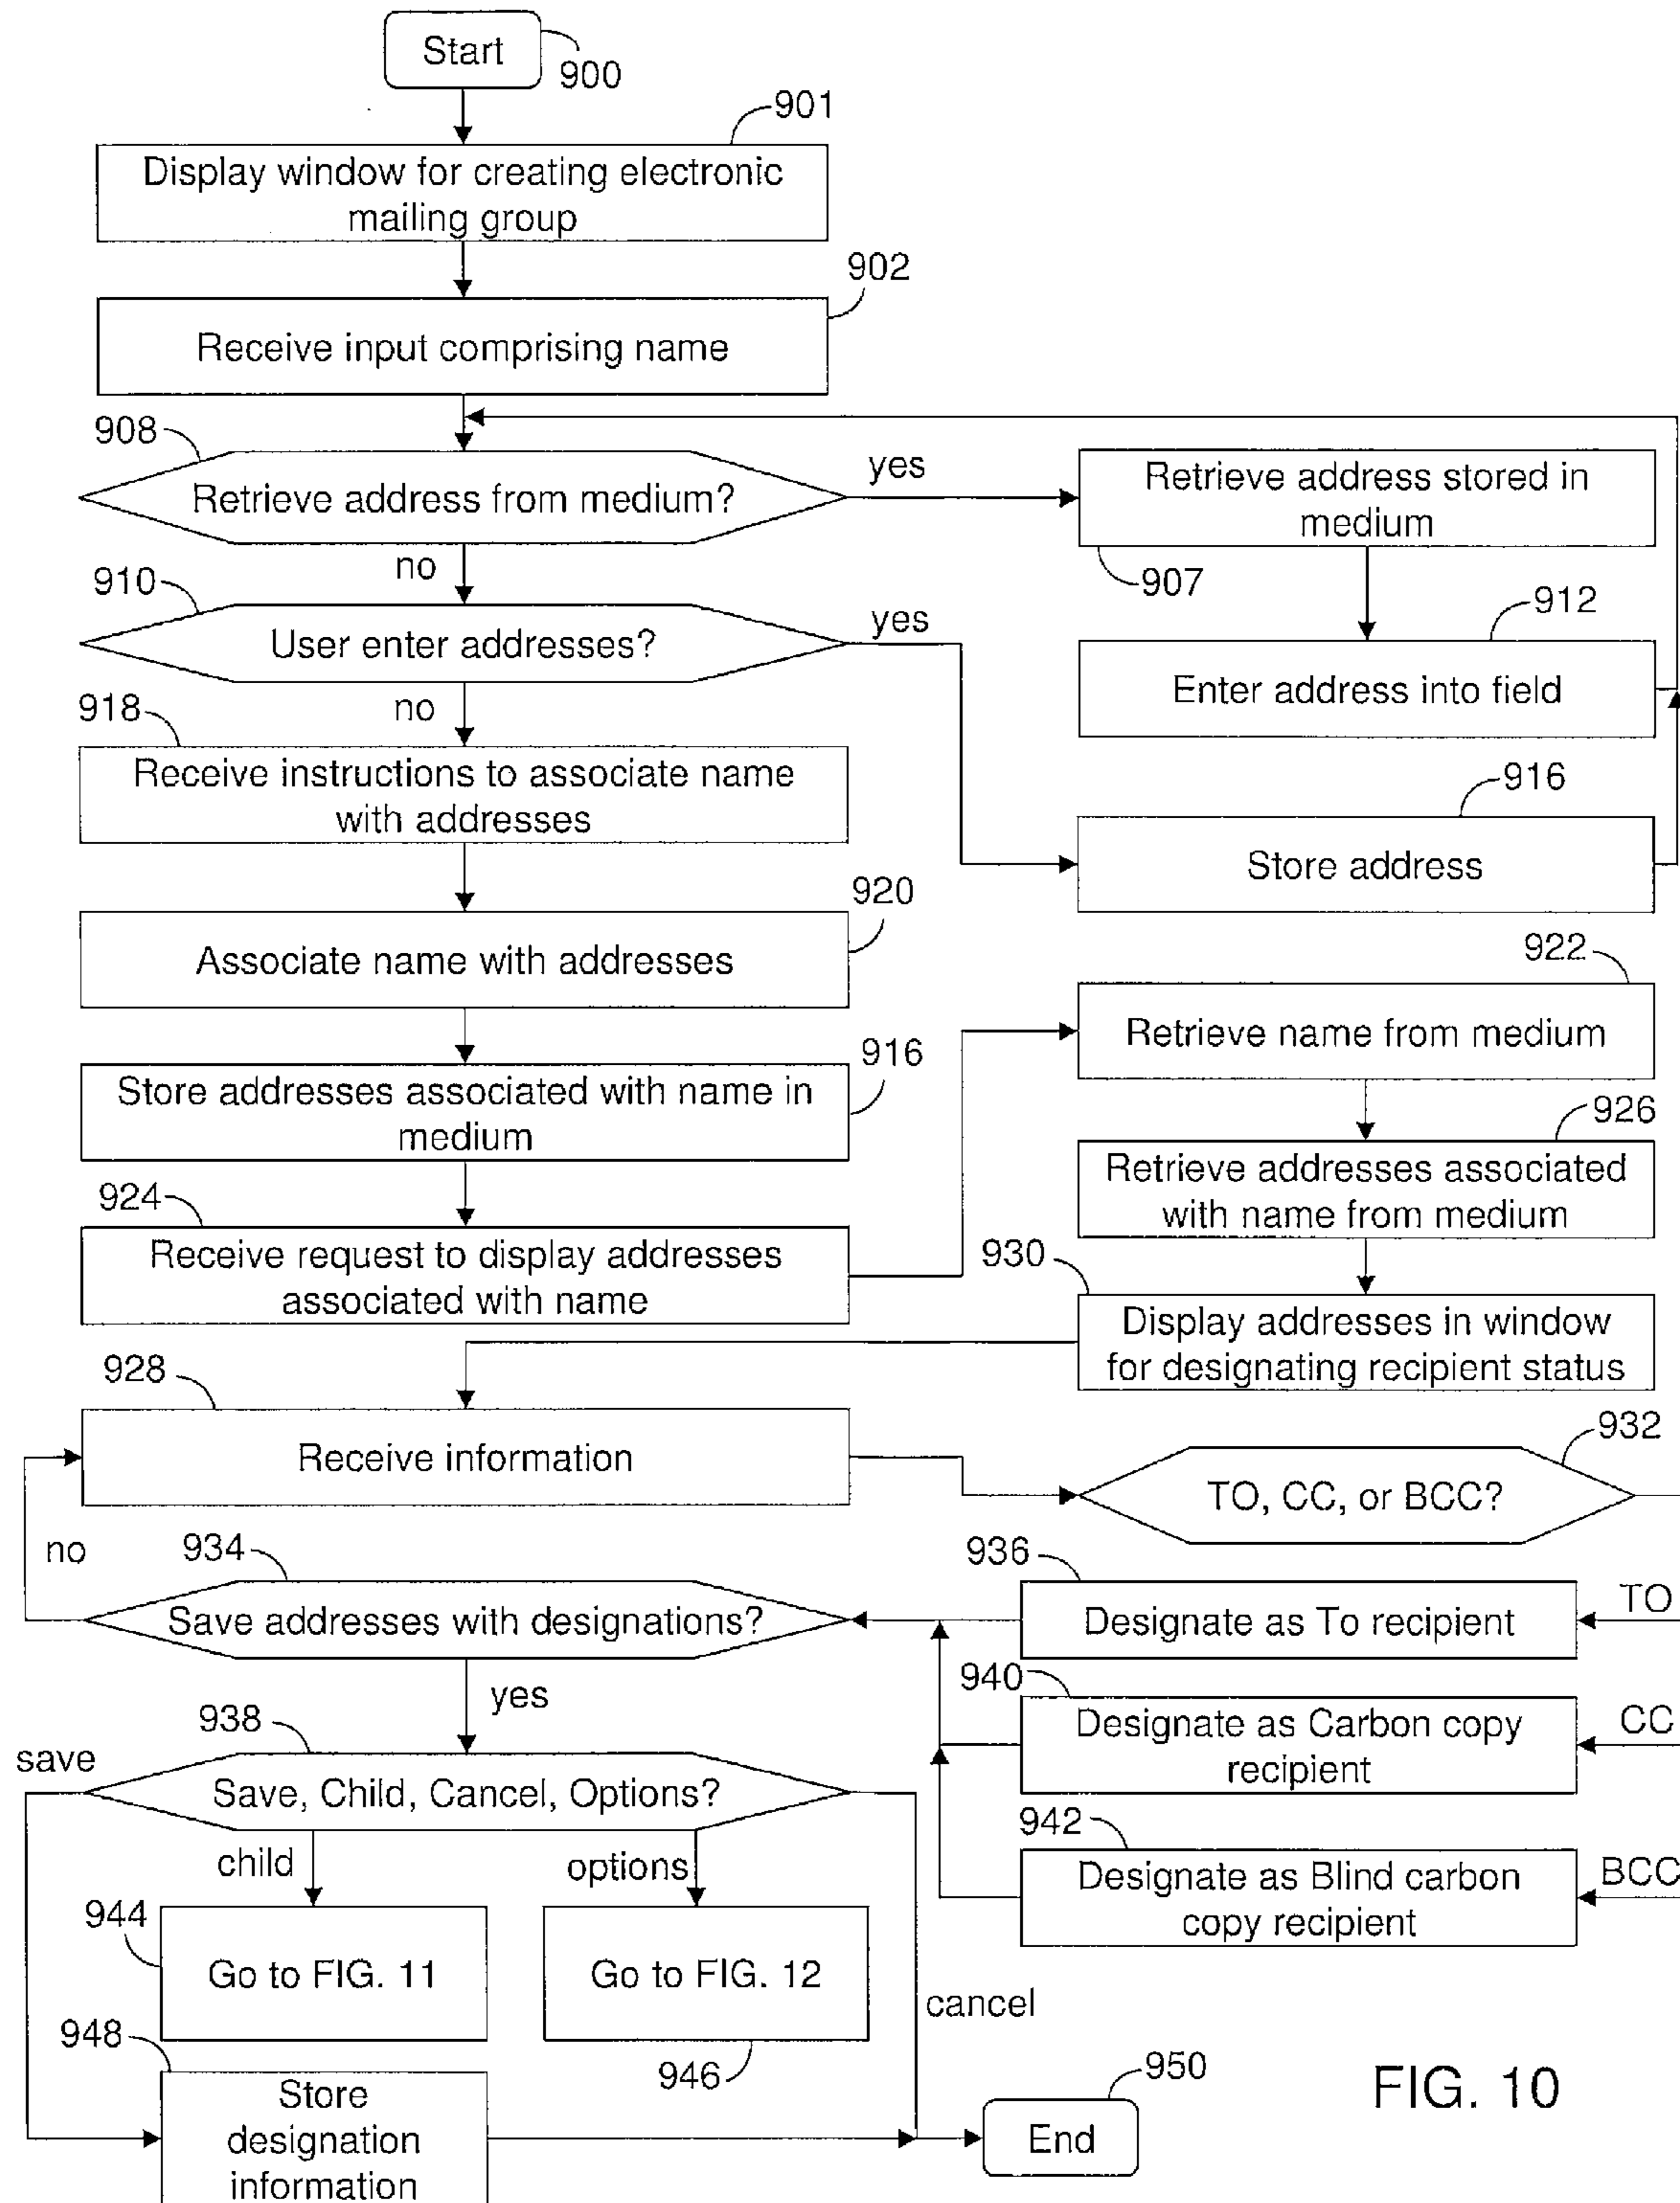 Start
900
901
Display window for creating electronic
mailing group
902
Receive input comprising name
908
Retrieve address from medium?
yes
Retrieve address stored in
medium
907
no
910
User enter addresses?
yes
912
Enter address into field
no
918
Receive instructions to associate name
with addresses
916
Store address
920
Associate name with addresses
922
Retrieve name from medium
916
Store addresses associated with name in
medium
926
Retrieve addresses associated
with name from medium
924
Receive request to display addresses
associated with name
930
Display addresses in window
for designating recipient status
928
Receive information
932
TO, CC, or BCC?
no
934
Save addresses with designations?
936
Designate as To recipient
TO
yes
940
Designate as Carbon copy
recipient
CC
938
save
Save, Child, Cancel, Options?
942
Designate as Blind carbon
copy recipient
BCC
child
options
944
Go to FIG. 11
Go to FIG. 12
946
cancel
948
Store
designation
information
950
End
FIG. 10